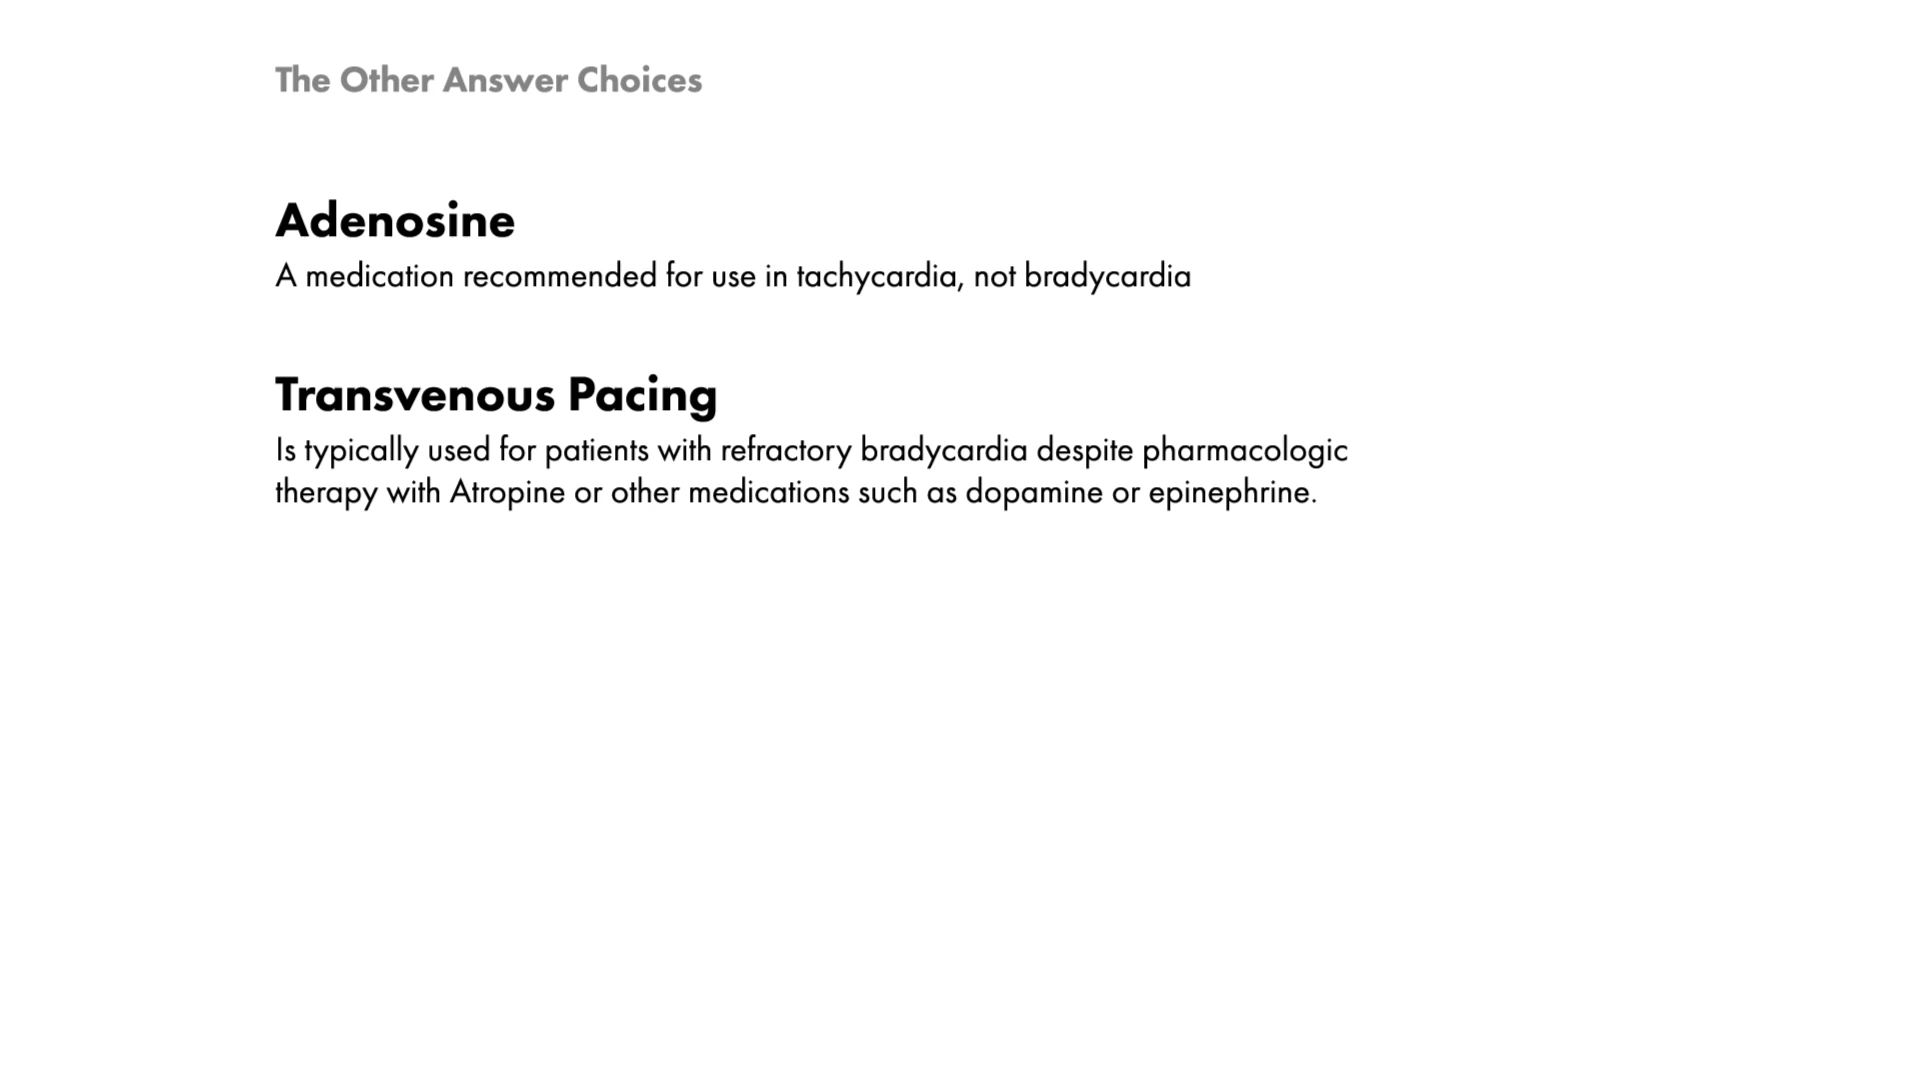 The Other Answer Choices
Adenosine
A medication recommended for use in tachycardia, not bradycardia
Transvenous Pacing
Is typically used for patients with refractory bradycardia despite pharmacologic
therapy with Atropine or other medications such as dopamine or epinephrine.